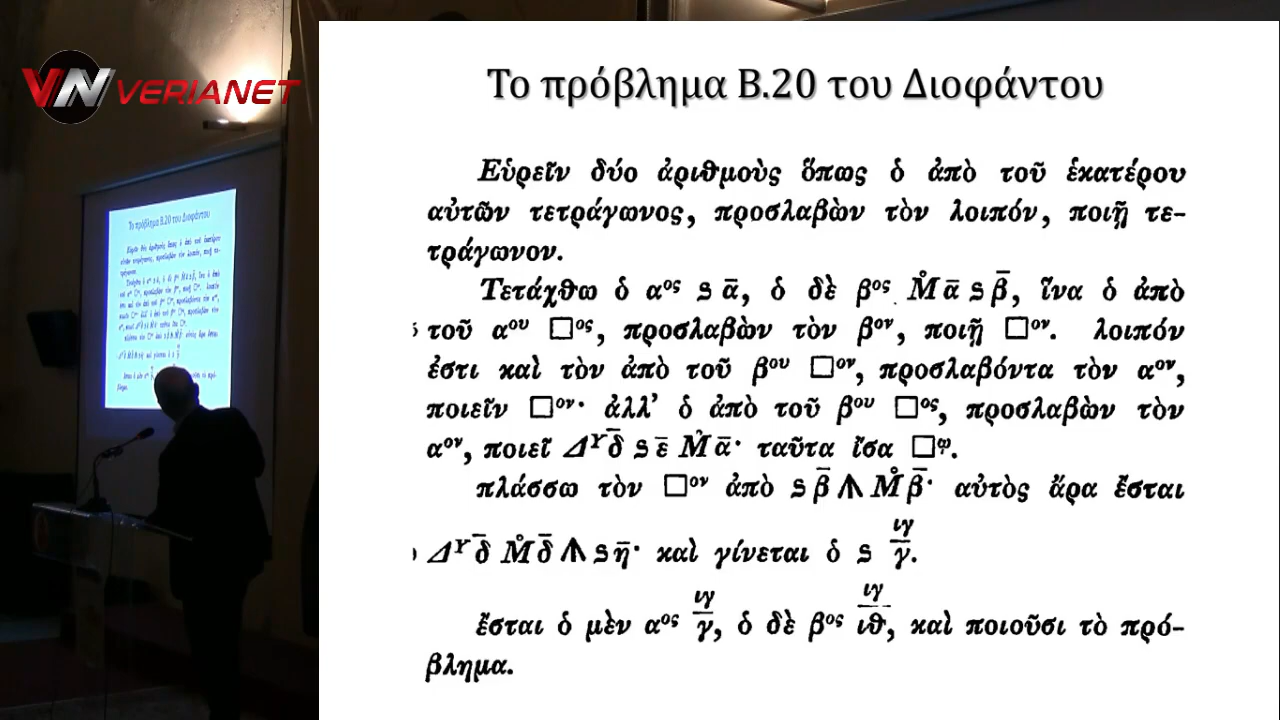 VN VERIANET
Το πρόβλημα Β.20 του Διοφάντου
Εὑρεῖν δύο ἀριθμοὺς ὅπως ὁ ἀπὸ τοῦ ἑκατέρου
αὐτῶν τετράγωνος, προσλαβὼν τὸν λοιπόν, ποιῇ τε-
τράγωνον.
Τετάχθω ὁ αος ς ᾱ, ὁ δὲ βος Μ̊ ᾱ ς β̄, ἵνα ὁ ἀπὸ
τοῦ αου □ος, προσλαβὼν τὸν βον, ποιῇ □ον. λοιπόν
ἐστι καὶ τὸν ἀπὸ τοῦ βου □ον, προσλαβόντα τὸν αον,
ποιεῖν □ον· ἀλλ' ὁ ἀπὸ τοῦ βου □ος, προσλαβὼν τὸν
αον, ποιεῖ ΔΥ δ̄ ς ε̄ Μ̊ ᾱ· ταῦτα ἴσα □ῳ.
πλάσσω τὸν □ον ἀπὸ ς β̄ ⩚ Μ̊ β̄· αὐτὸς ἄρα ἔσται
ΔΥ δ̄ Μ̊ δ̄ ⩚ ς η̄· καὶ γίνεται ὁ ς ιγ/γ.
ἔσται ὁ μὲν αος ιγ/γ, ὁ δὲ βος ιγ/ιθ, καὶ ποιοῦσι τὸ πρό-
βλημα.